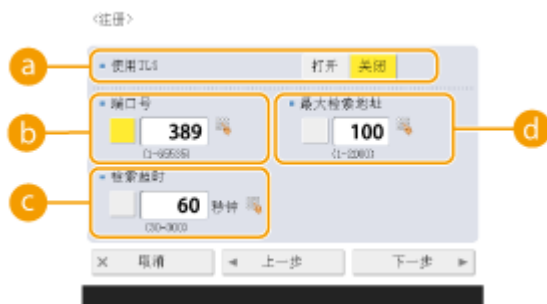 <注册>
a
使用TLS 打开 关闭
b
端口号
389
(1-65535)
最大检索地址
100
(1-2000)
d
c
检索超时
60 秒钟
(30-300)
× 取消 ◄ 上一步 下一步 ►